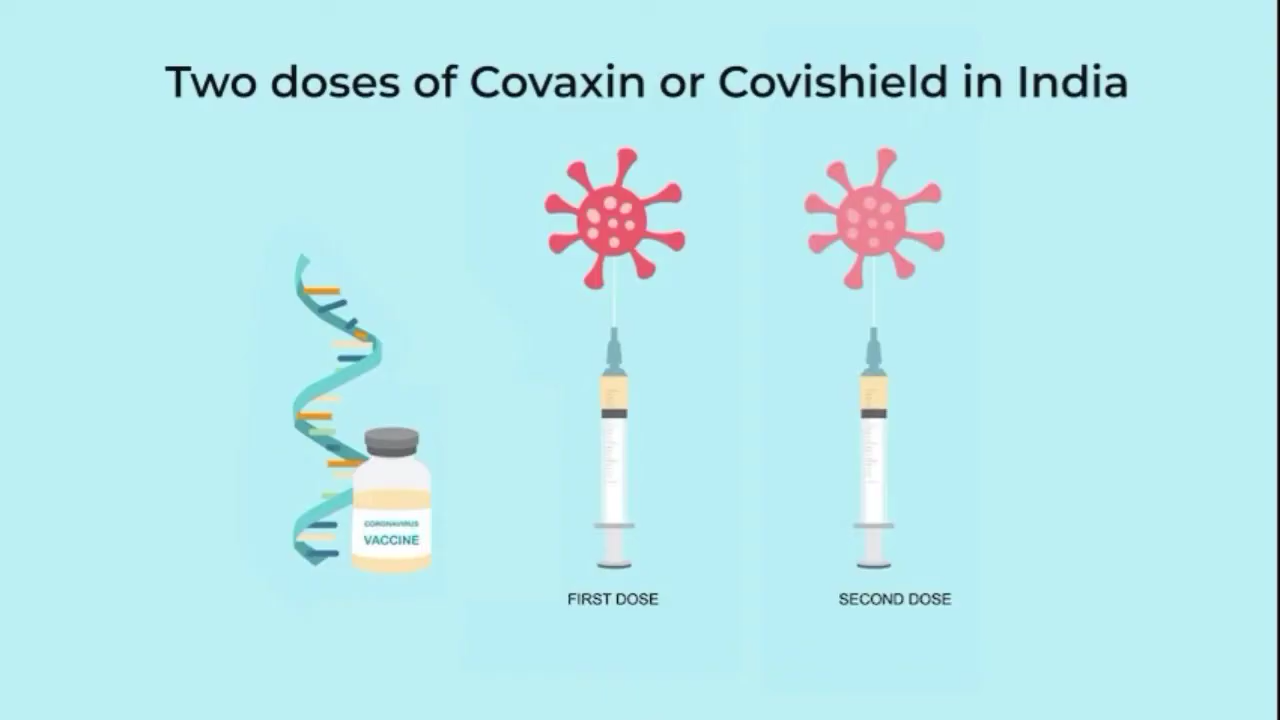 Two doses of Covaxin or Covishield in India
CORONAVIRUS
VACCINE
FIRST DOSE
SECOND DOSE